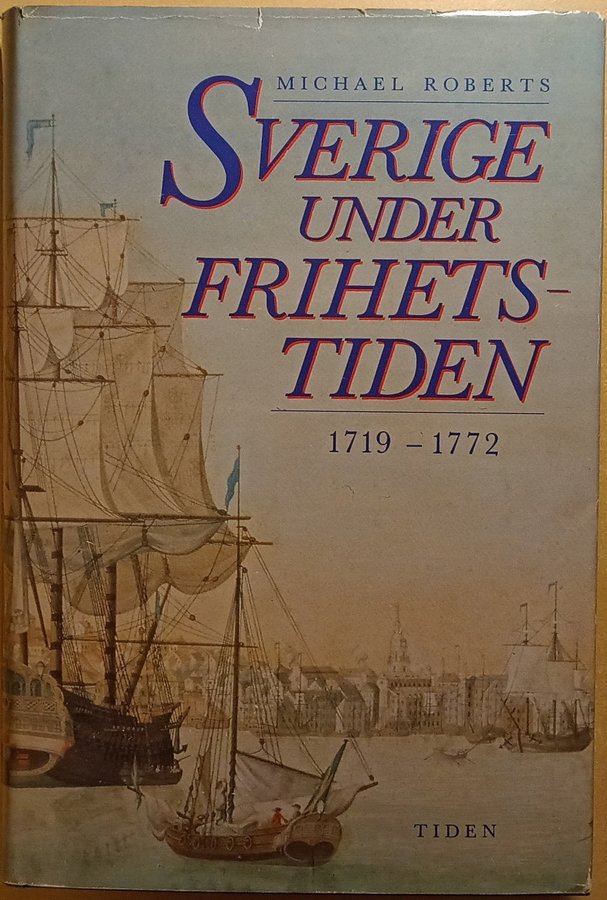 MICHAEL ROBERTS
SVERIGE
UNDER
FRIHETS-
TIDEN
1719 – 1772
TIDEN